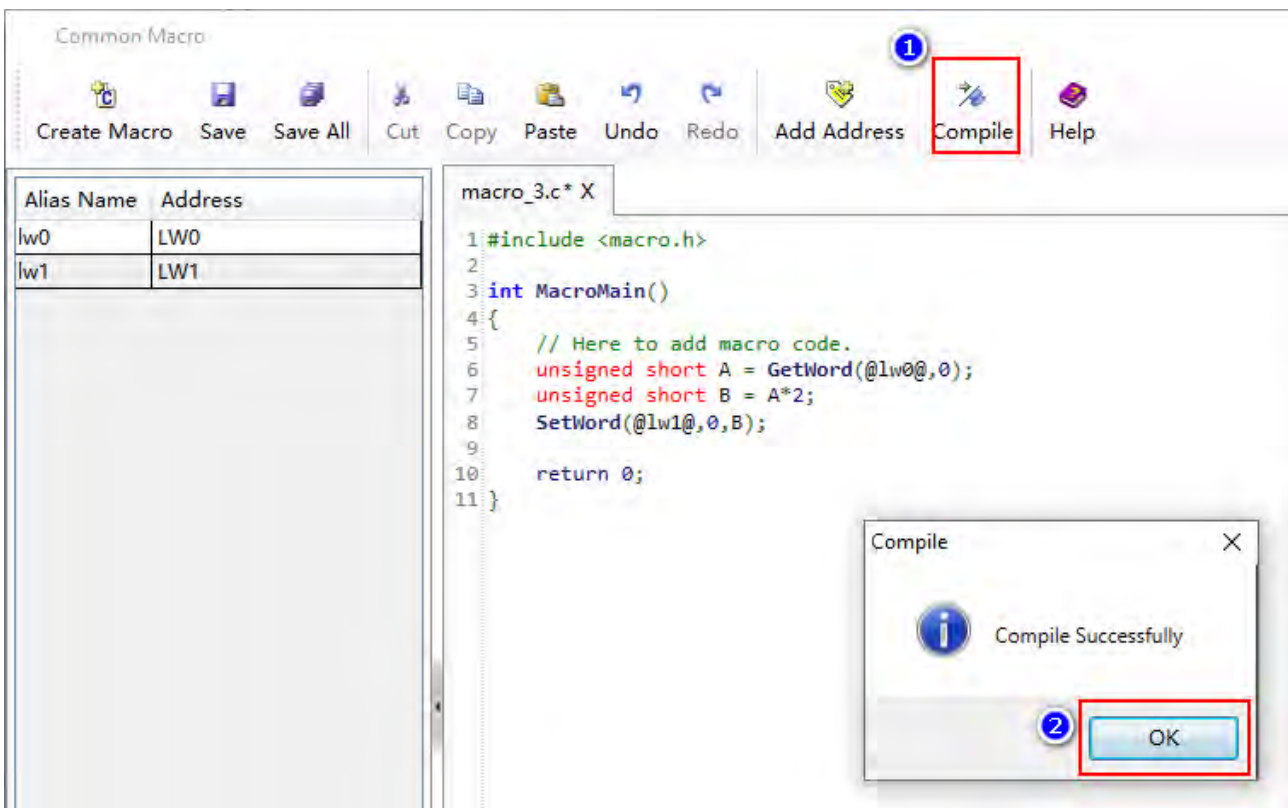 Common Macro
1
Create Macro Save Save All Cut Copy Paste Undo Redo Add Address Compile Help
Alias Name Address
lw0 LW0
lw1 LW1
macro_3.c* X
1 #include <macro.h>
2
3 int MacroMain()
4 {
5 // Here to add macro code.
6 unsigned short A = GetWord(@lw0@,0);
7 unsigned short B = A*2;
8 SetWord(@lw1@,0,B);
9
10 return 0;
11 }
Compile
Compile Successfully
2
OK